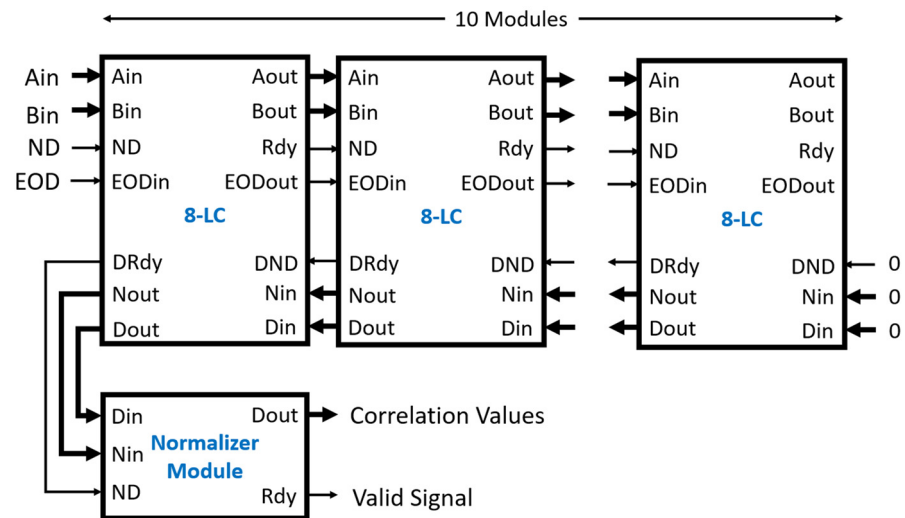 10 Modules
Ain
Bin
ND
EOD
Ain Aout
Bin Bout
ND Rdy
EODin EODout
8-LC
DRdy DND
Nout Nin
Dout Din
Ain Aout
Bin Bout
ND Rdy
EODin EODout
8-LC
DRdy DND
Nout Nin
Dout Din
Ain Aout
Bin Bout
ND Rdy
EODin EODout
8-LC
DRdy DND
Nout Nin
Dout Din
0
0
0
Din Dout
Normalizer
Nin
Module
ND Rdy
Correlation Values
Valid Signal